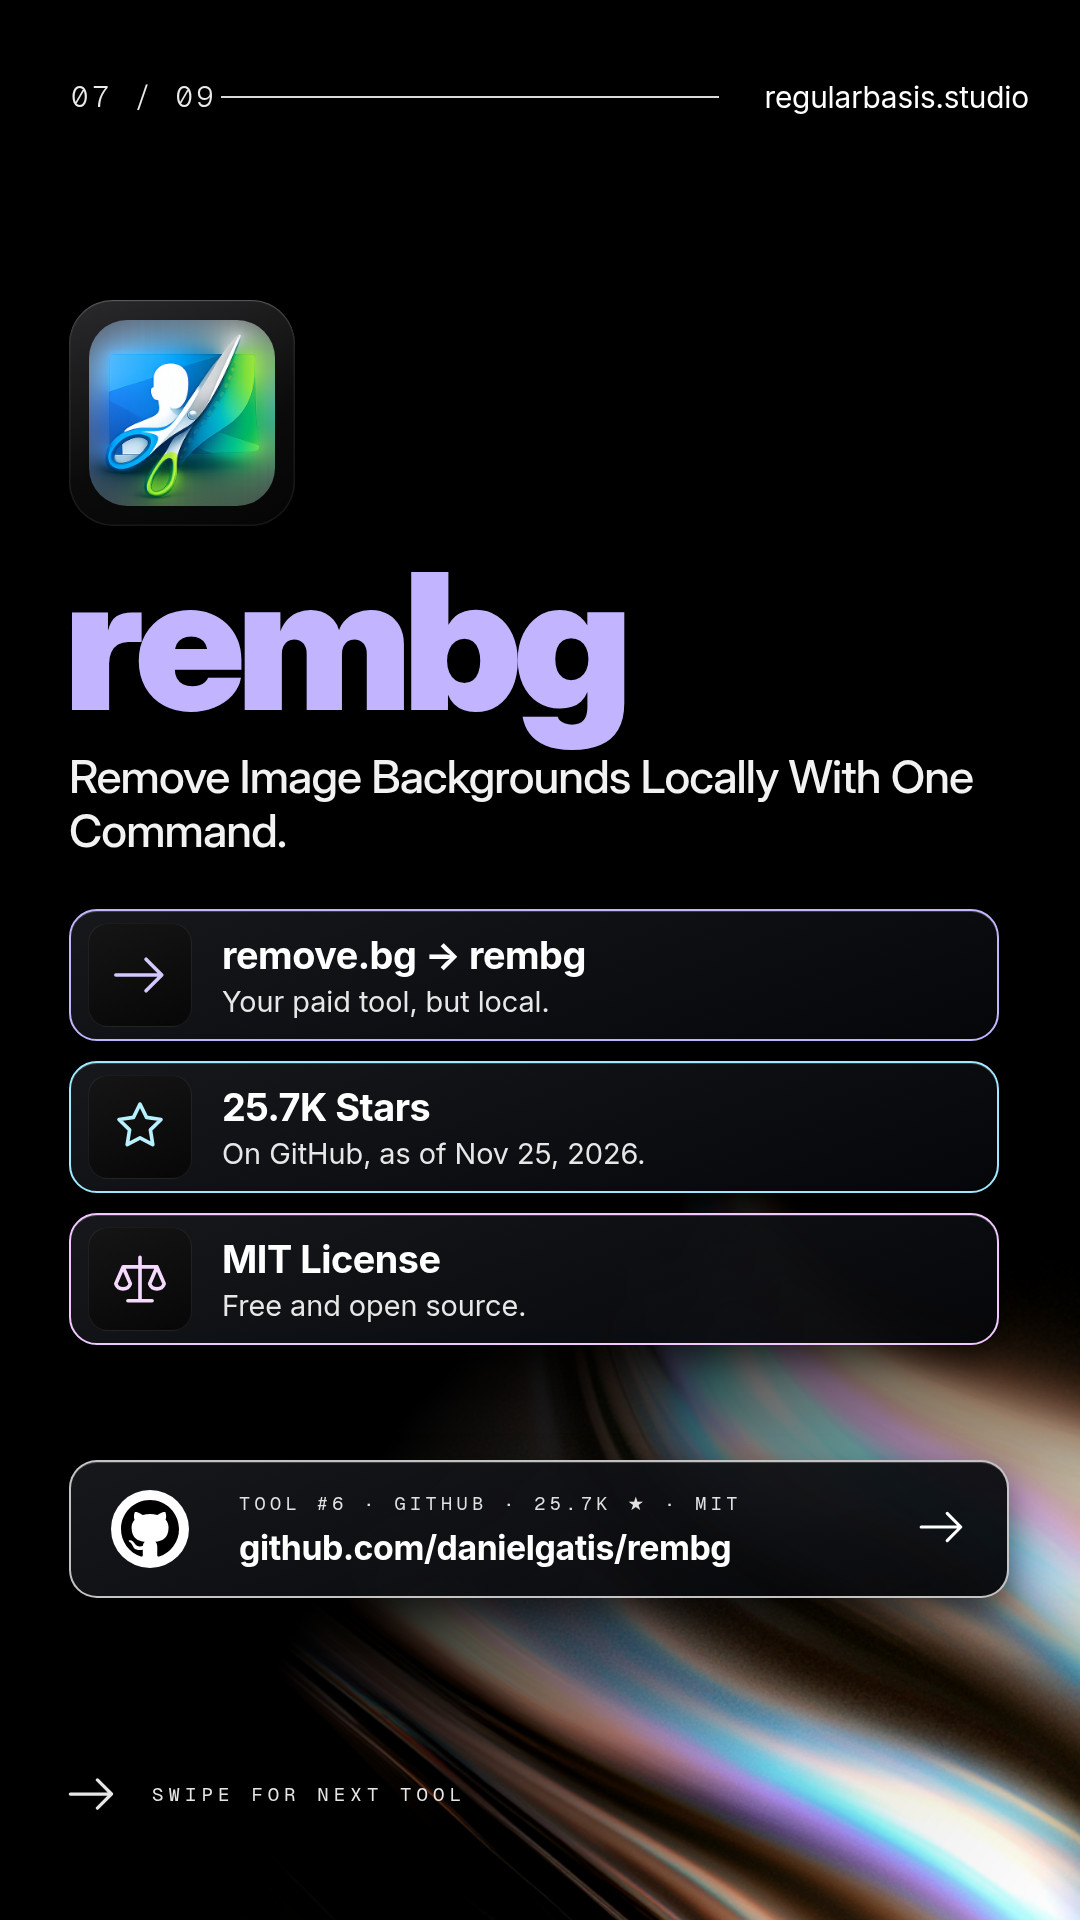 07 / 09
regularbasis.studio
rembg
Remove Image Backgrounds Locally With One
Command.
remove.bg → rembg
Your paid tool, but local.
25.7K Stars
On GitHub, as of Nov 25, 2026.
MIT License
Free and open source.
TOOL #6 · GITHUB · 25.7K ★ · MIT
github.com/danielgatis/rembg
SWIPE FOR NEXT TOOL